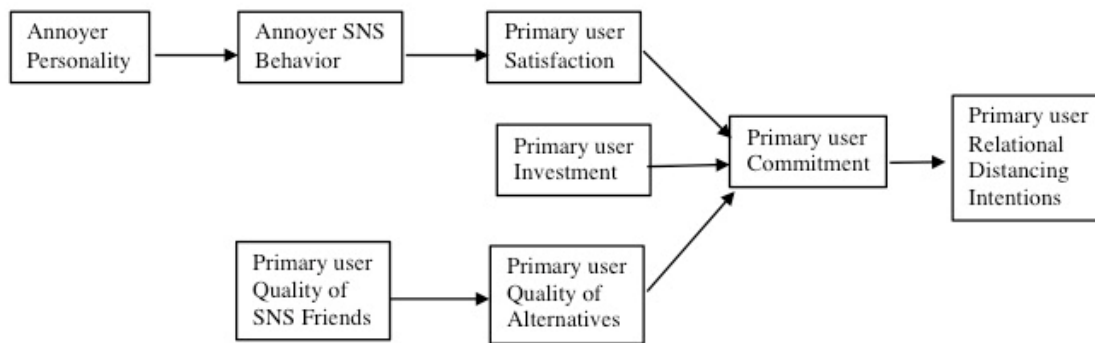 Annoyer
Personality
Annoyer SNS
Behavior
Primary user
Satisfaction
Primary user
Investment
Primary user
Commitment
Primary user
Relational
Distancing
Intentions
Primary user
Quality of
SNS Friends
Primary user
Quality of
Alternatives